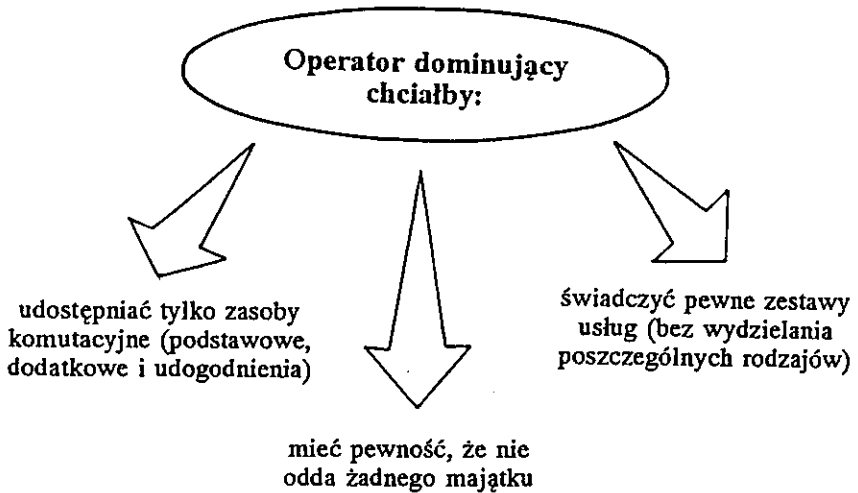 Operator dominujący
chciałby:
udostępniać tylko zasoby
komutacyjne (podstawowe,
dodatkowe i udogodnienia)
mieć pewność, że nie
odda żadnego majątku
świadczyć pewne zestawy
usług (bez wydzielania
poszczególnych rodzajów)